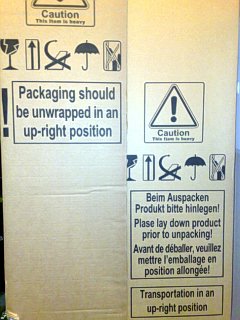 Caution
This item is heavy
Packaging should
be unwrapped in an
up-right position
Caution
This item is heavy
Beim Auspacken
Produkt bitte hinlegen!
Plase lay down product
prior to unpacking!
Avant de déballer, veuillez
mettre l'emballage en
position allongée!
Transportation in an
up-right position